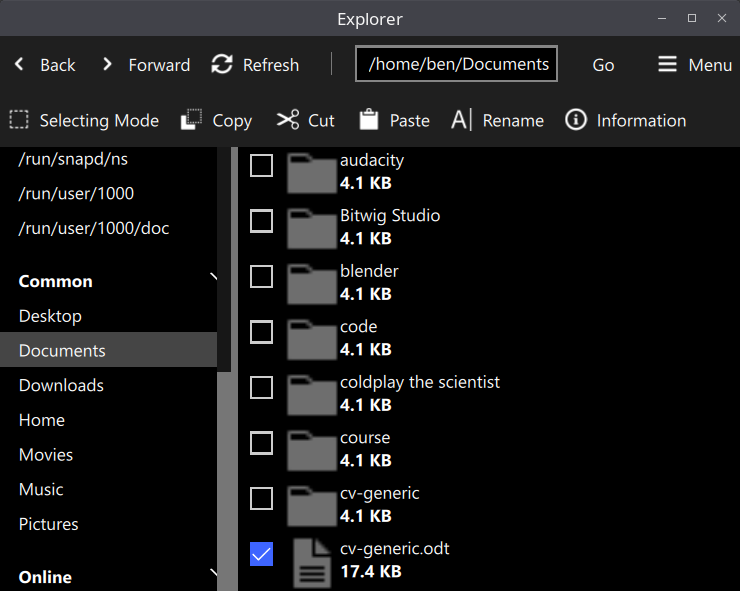 Explorer
Back Forward Refresh /home/ben/Documents Go Menu
Selecting Mode Copy Cut Paste Rename Information
/run/snapd/ns
/run/user/1000
/run/user/1000/doc
Common
Desktop
Documents
Downloads
Home
Movies
Music
Pictures
Online
audacity
4.1 KB
Bitwig Studio
4.1 KB
blender
4.1 KB
code
4.1 KB
coldplay the scientist
4.1 KB
course
4.1 KB
cv-generic
4.1 KB
cv-generic.odt
17.4 KB